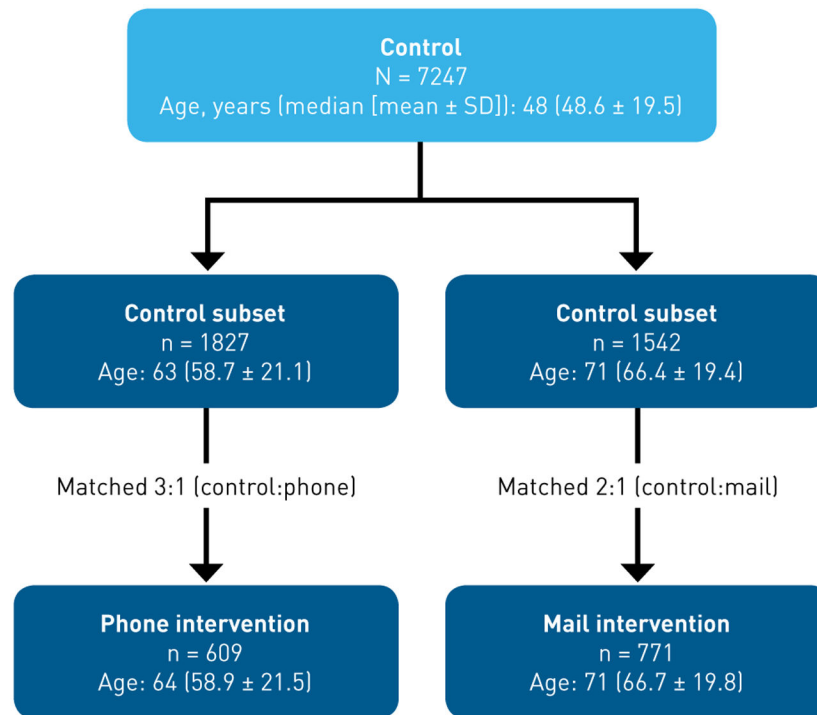 Control
N = 7247
Age, years (median [mean ± SD]): 48 (48.6 ± 19.5)
Control subset
n = 1827
Age: 63 (58.7 ± 21.1)
Control subset
n = 1542
Age: 71 (66.4 ± 19.4)
Matched 3:1 (control:phone)
Matched 2:1 (control:mail)
Phone intervention
n = 609
Age: 64 (58.9 ± 21.5)
Mail intervention
n = 771
Age: 71 (66.7 ± 19.8)